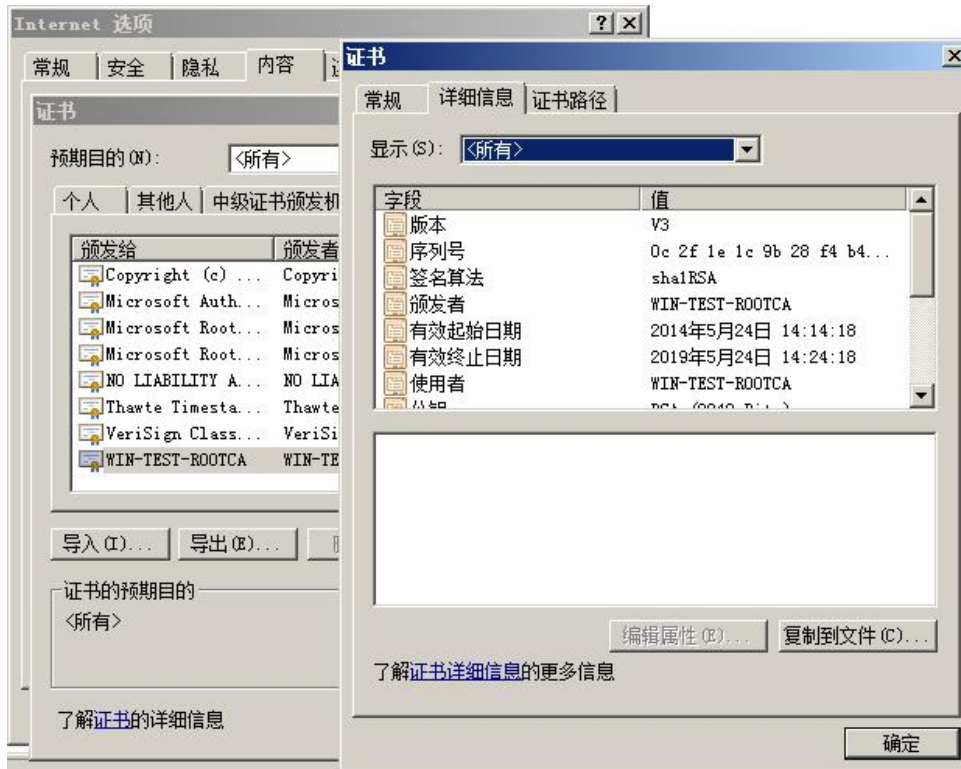 Internet 选项
常规 安全 隐私 内容
证书
预期目的(N): <所有>
个人 其他人 中级证书颁发机
颁发给 颁发者
Copyright (c) ... Copyri
Microsoft Auth... Micros
Microsoft Root... Micros
Microsoft Root... Micros
NO LIABILITY A... NO LIA
Thawte Timesta... Thawte
VeriSign Class... VeriSi
WIN-TEST-ROOTCA WIN-TE
导入(I)... 导出(E)...
证书的预期目的
<所有>
了解证书的详细信息
证书
常规 详细信息 证书路径
显示(S): <所有>
字段 值
版本 V3
序列号 0c 2f 1e 1c 9b 28 f4 b4...
签名算法 sha1RSA
颁发者 WIN-TEST-ROOTCA
有效起始日期 2014年5月24日 14:14:18
有效终止日期 2019年5月24日 14:24:18
使用者 WIN-TEST-ROOTCA
编辑属性(E)... 复制到文件(C)...
了解证书详细信息的更多信息
确定